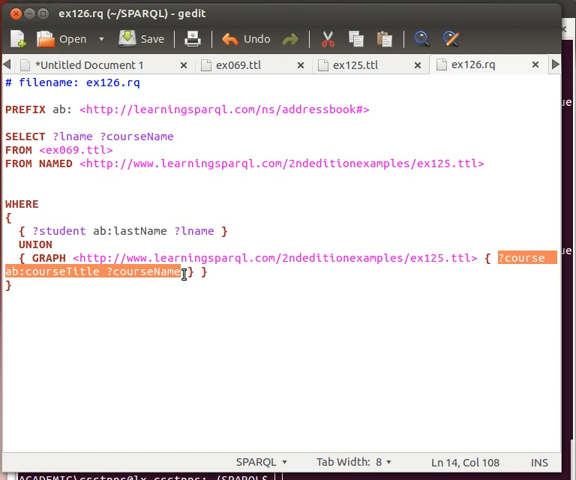 ex126.rq (~/SPARQL) - gedit
Open Save Undo
*Untitled Document 1 ex069.ttl ex125.ttl ex126.rq
# filename: ex126.rq
PREFIX ab: <http://learningsparql.com/ns/addressbook#>
SELECT ?lname ?courseName
FROM <ex069.ttl>
FROM NAMED <http://www.learningsparql.com/2ndeditionexamples/ex125.ttl>
WHERE
{
{ ?student ab:lastName ?lname }
UNION
{ GRAPH <http://www.learningsparql.com/2ndeditionexamples/ex125.ttl> { ?course
ab:courseTitle ?courseName } }
}
SPARQL Tab Width: 8 Ln 14, Col 108 INS